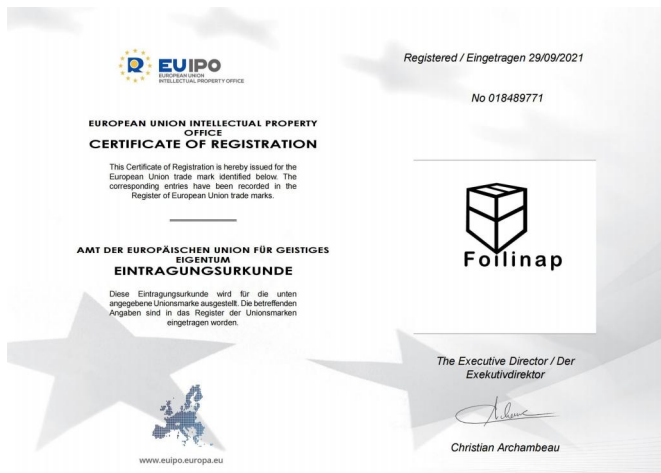 EUIPO
EUROPEAN UNION
INTELLECTUAL PROPERTY OFFICE
EUROPEAN UNION INTELLECTUAL PROPERTY
OFFICE
CERTIFICATE OF REGISTRATION
This Certificate of Registration is hereby issued for the
European Union trade mark identified below. The
corresponding entries have been recorded in the
Register of European Union trade marks.
AMT DER EUROPÄISCHEN UNION FÜR GEISTIGES
EIGENTUM
EINTRAGUNGSURKUNDE
Diese Eintragungsurkunde wird für die unten
angegebene Unionsmarke ausgestellt. Die betreffenden
Angaben sind in das Register der Unionsmarken
eingetragen worden.
www.euipo.europa.eu
Registered / Eingetragen 29/09/2021
No 018489771
Foilinap
The Executive Director / Der
Exekutivdirektor
Christian Archambeau